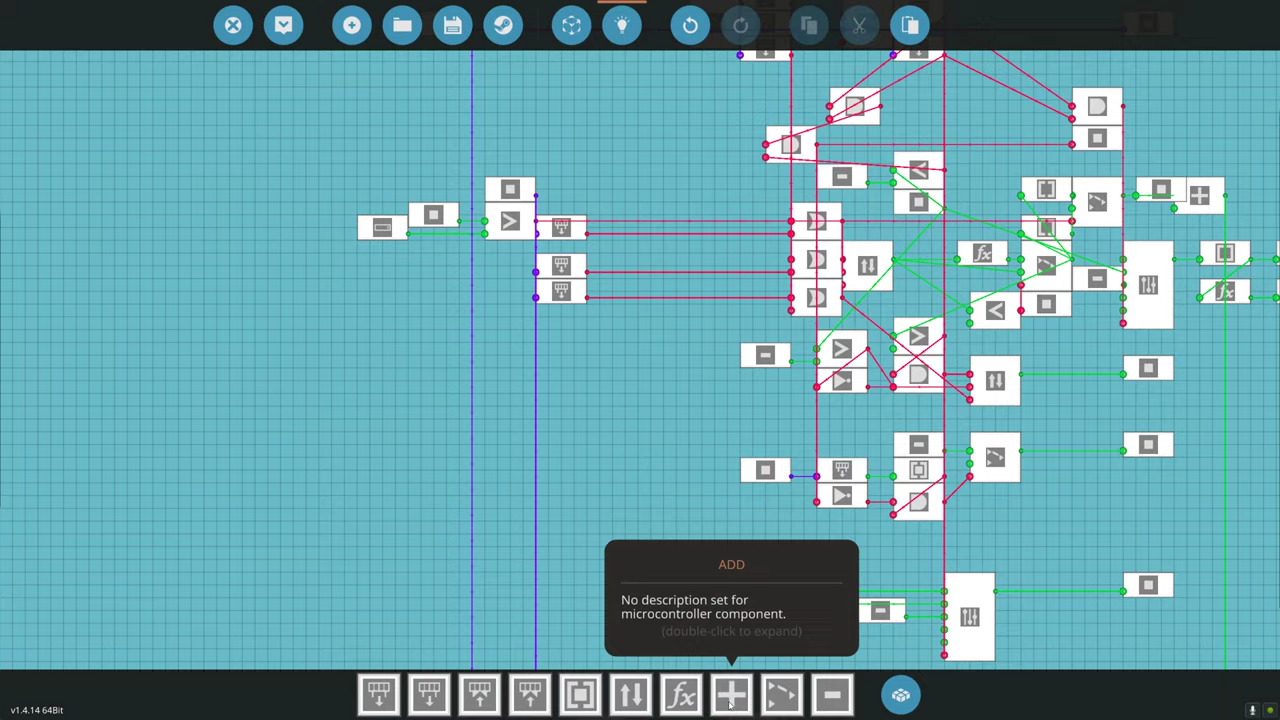 ADD
No description set for
microcontroller component.
(double-click to expand)
v1.4.14 64Bit